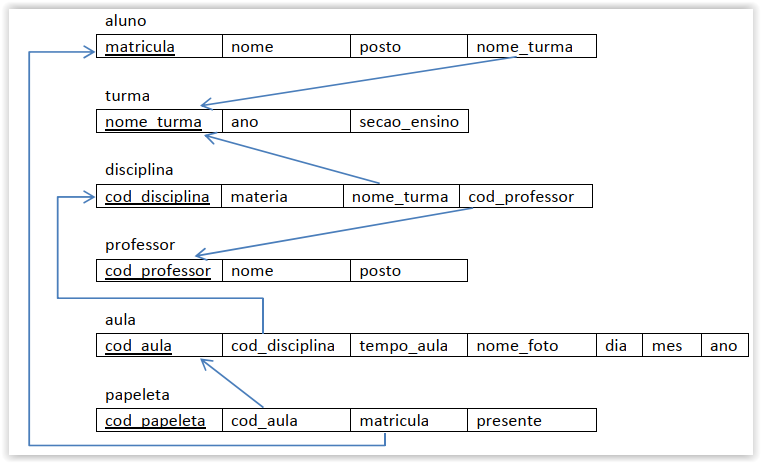 aluno
matricula nome posto nome_turma
turma
nome_turma ano secao_ensino
disciplina
cod_disciplina materia nome_turma cod_professor
professor
cod_professor nome posto
aula
cod_aula cod_disciplina tempo_aula nome_foto dia mes ano
papeleta
cod_papeleta cod_aula matricula presente